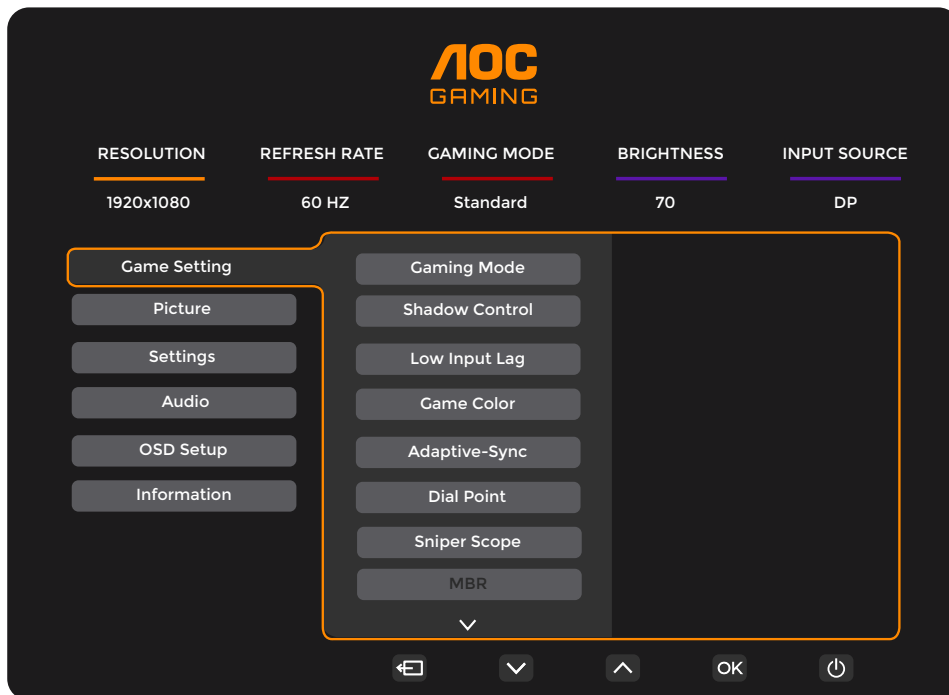 AOC
GAMING
RESOLUTION REFRESH RATE GAMING MODE BRIGHTNESS INPUT SOURCE
1920x1080 60 HZ Standard 70 DP
Game Setting
Picture
Settings
Audio
OSD Setup
Information
Gaming Mode
Shadow Control
Low Input Lag
Game Color
Adaptive-Sync
Dial Point
Sniper Scope
MBR
OK